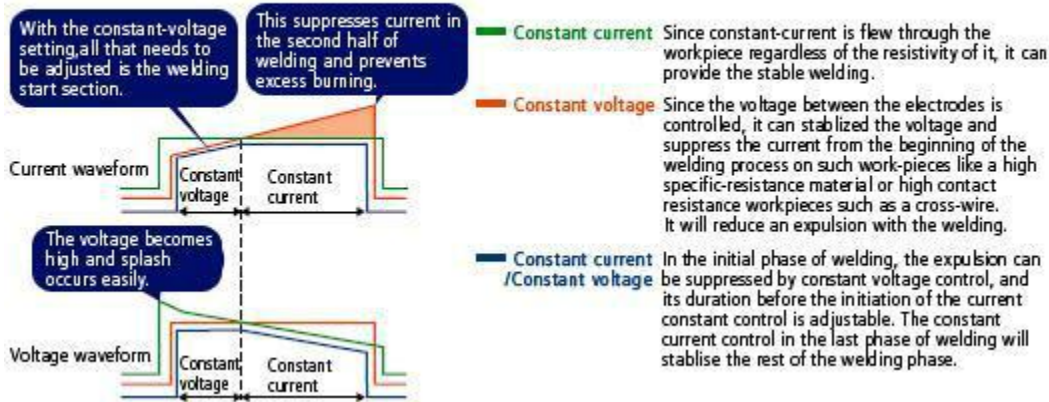 With the constant-voltage
setting,all that needs to
be adjusted is the welding
start section.
This suppresses current in
the second half of
welding and prevents
excess burning.
Current waveform
Constant
voltage
Constant
current
The voltage becomes
high and splash
occurs easily.
Voltage waveform
Constant
voltage
Constant
current
Constant current
Since constant-current is flew through the
workpiece regardless of the resistivity of it, it can
provide the stable welding.
Constant voltage
Since the voltage between the electrodes is
controlled, it can stablized the voltage and
suppress the current from the beginning of the
welding process on such work-pieces like a high
specific-resistance material or high contact
resistance workpieces such as a cross-wire.
It will reduce an expulsion with the welding.
Constant current
/Constant voltage
In the initial phase of welding, the expulsion can
be suppressed by constant voltage control, and
its duration before the initiation of the current
constant control is adjustable. The constant
current control in the last phase of welding will
stablise the rest of the welding phase.